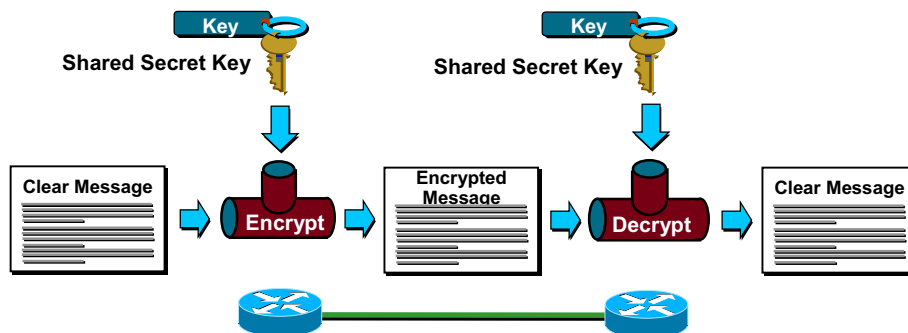 Key
Shared Secret Key
Key
Shared Secret Key
Clear Message
Encrypt
Encrypted
Message
Decrypt
Clear Message